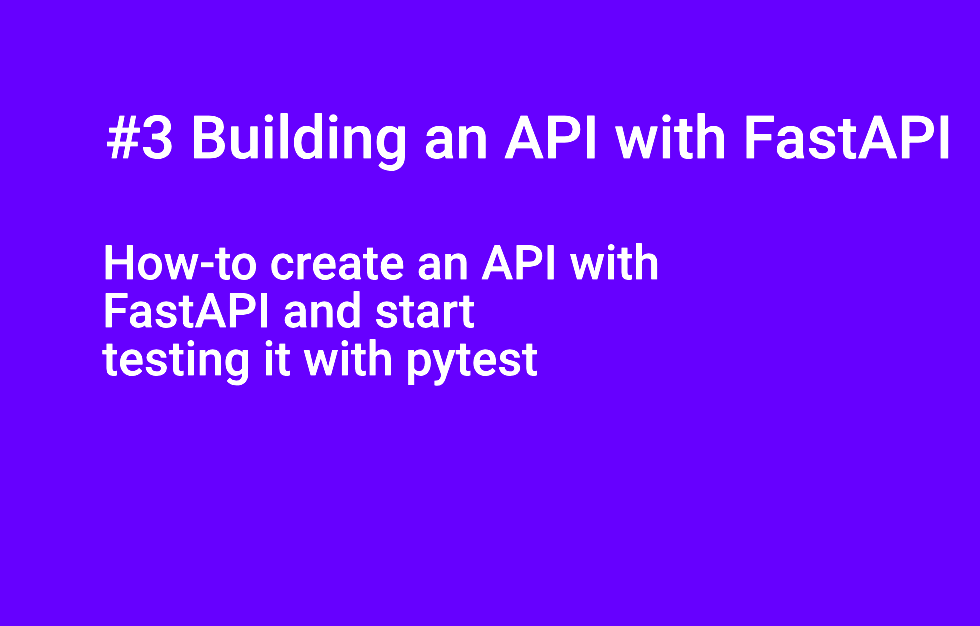 #3 Building an API with FastAPI
How-to create an API with
FastAPI and start
testing it with pytest